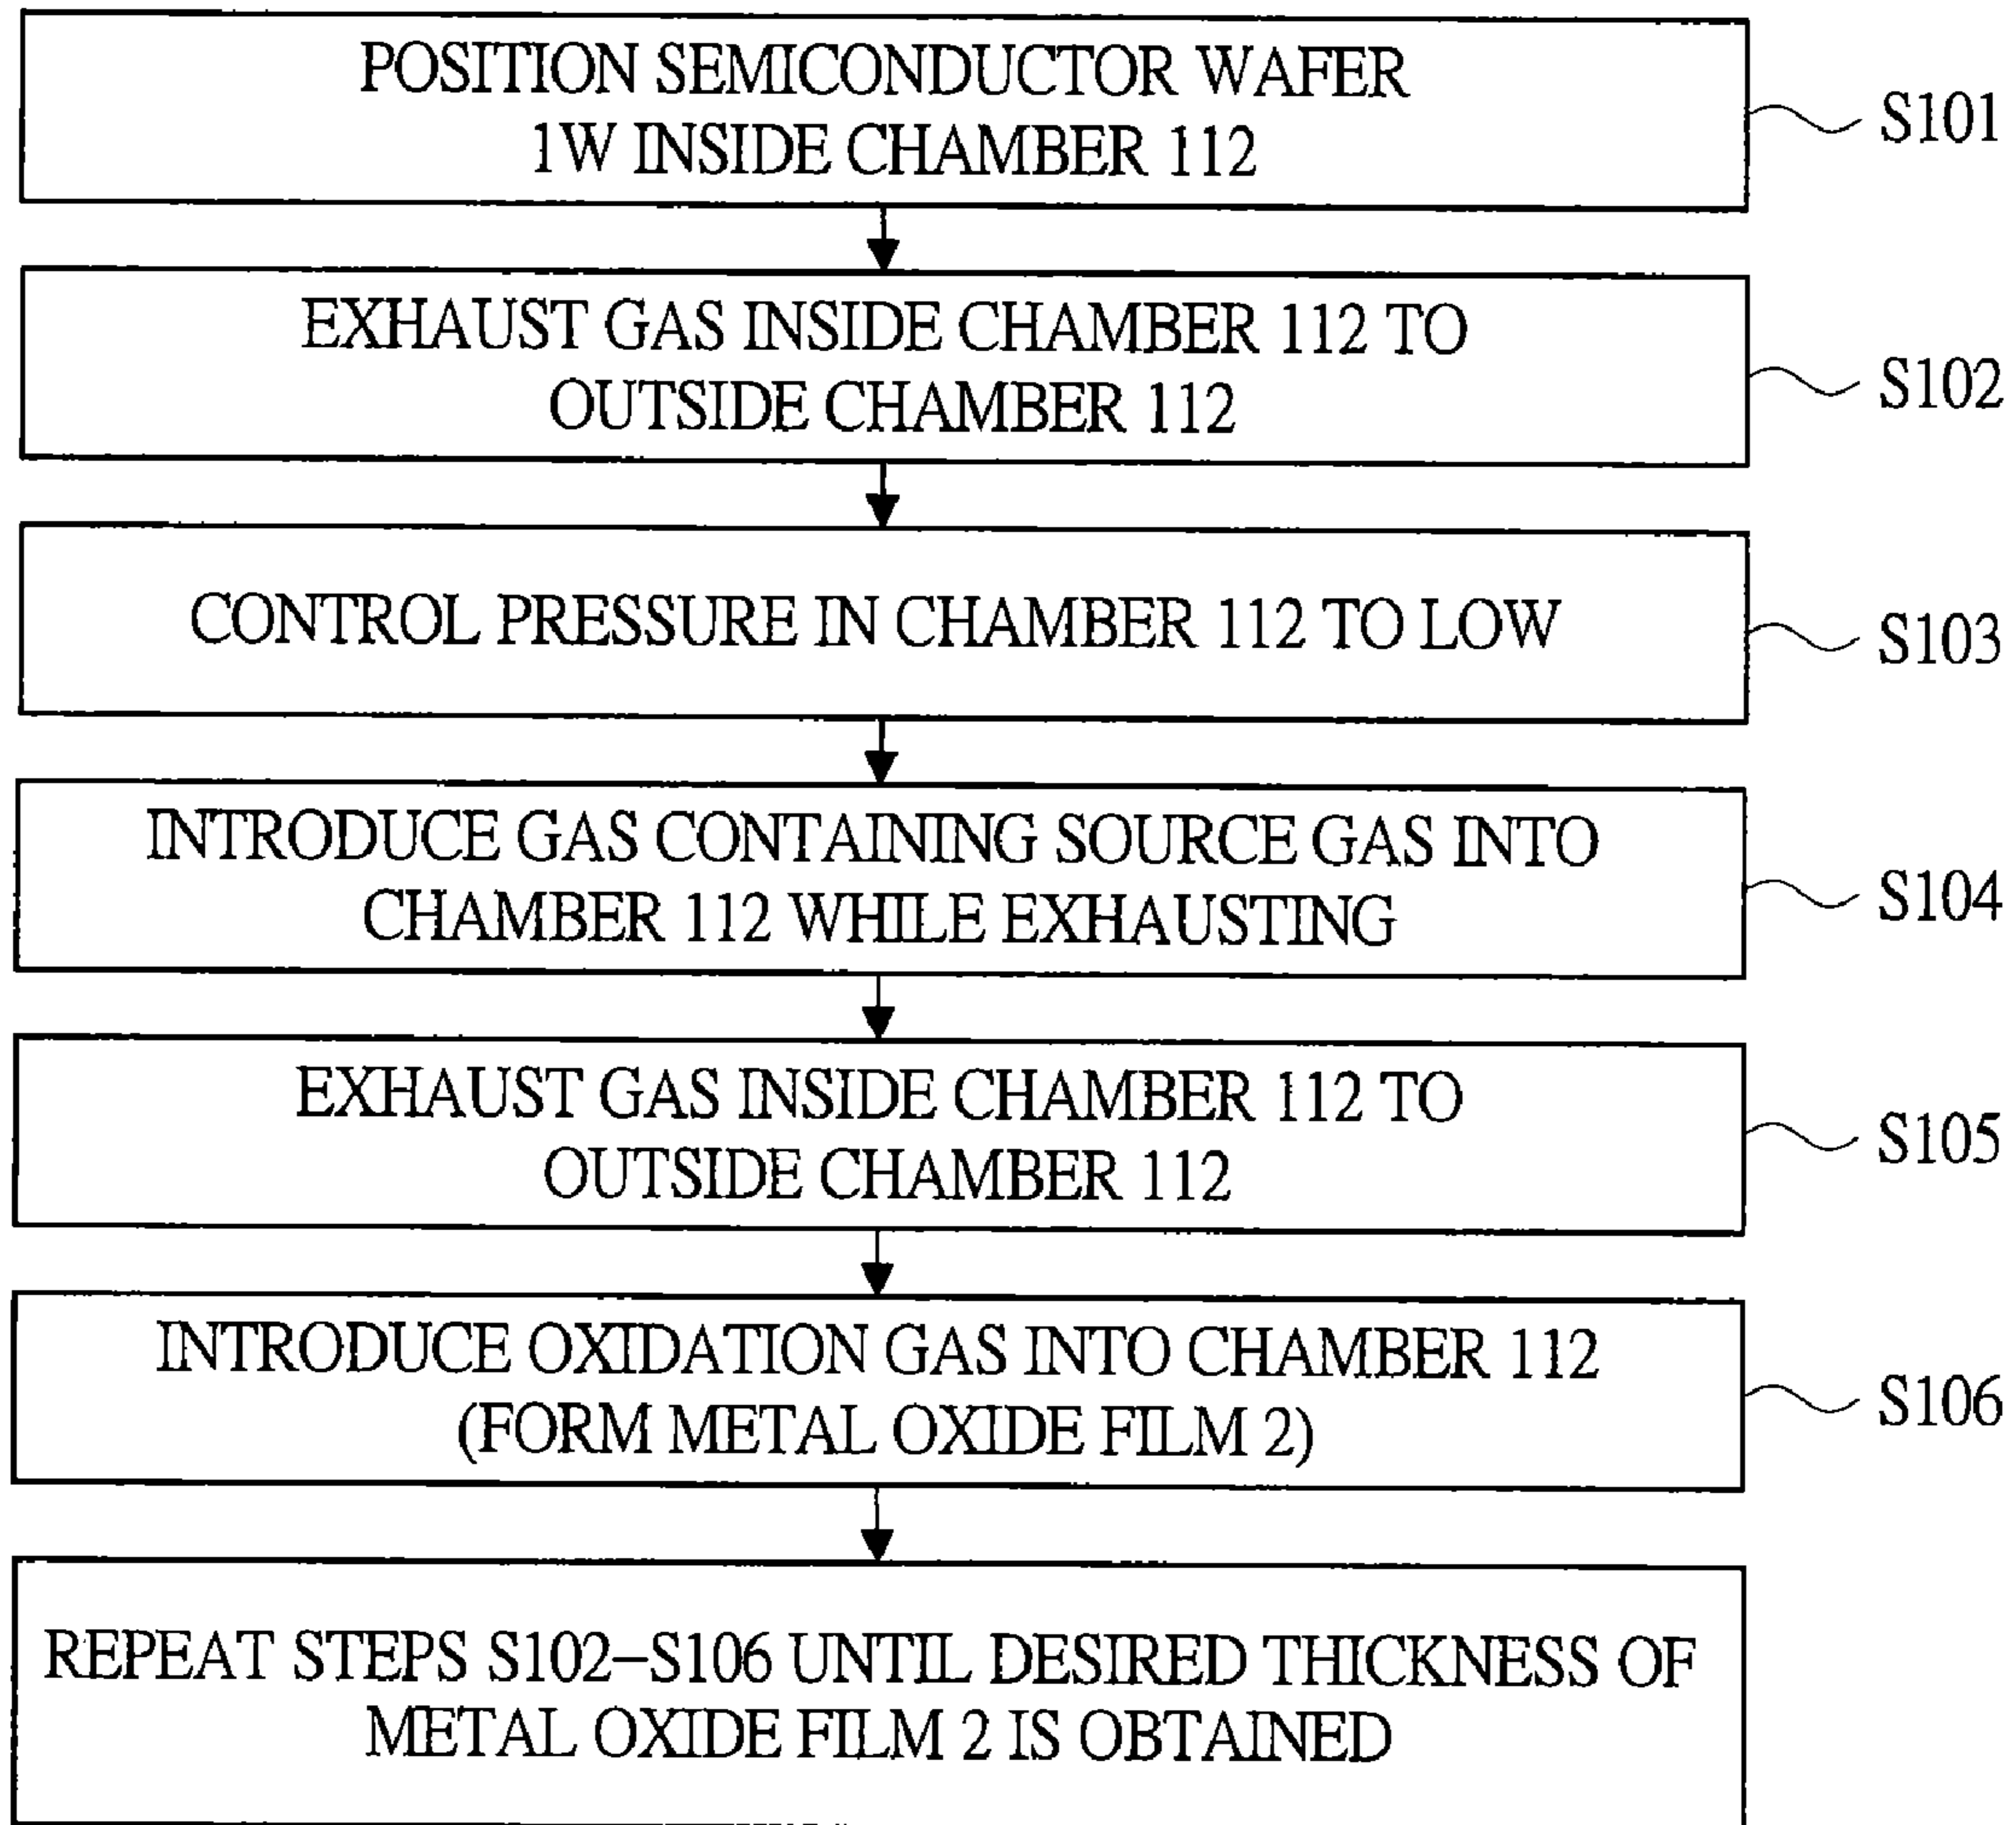 POSITION SEMICONDUCTOR WAFER
1W INSIDE CHAMBER 112
S101
EXHAUST GAS INSIDE CHAMBER 112 TO
OUTSIDE CHAMBER 112
S102
CONTROL PRESSURE IN CHAMBER 112 TO LOW
S103
INTRODUCE GAS CONTAINING SOURCE GAS INTO
CHAMBER 112 WHILE EXHAUSTING
S104
EXHAUST GAS INSIDE CHAMBER 112 TO
OUTSIDE CHAMBER 112
S105
INTRODUCE OXIDATION GAS INTO CHAMBER 112
(FORM METAL OXIDE FILM 2)
S106
REPEAT STEPS S102–S106 UNTIL DESIRED THICKNESS OF
METAL OXIDE FILM 2 IS OBTAINED